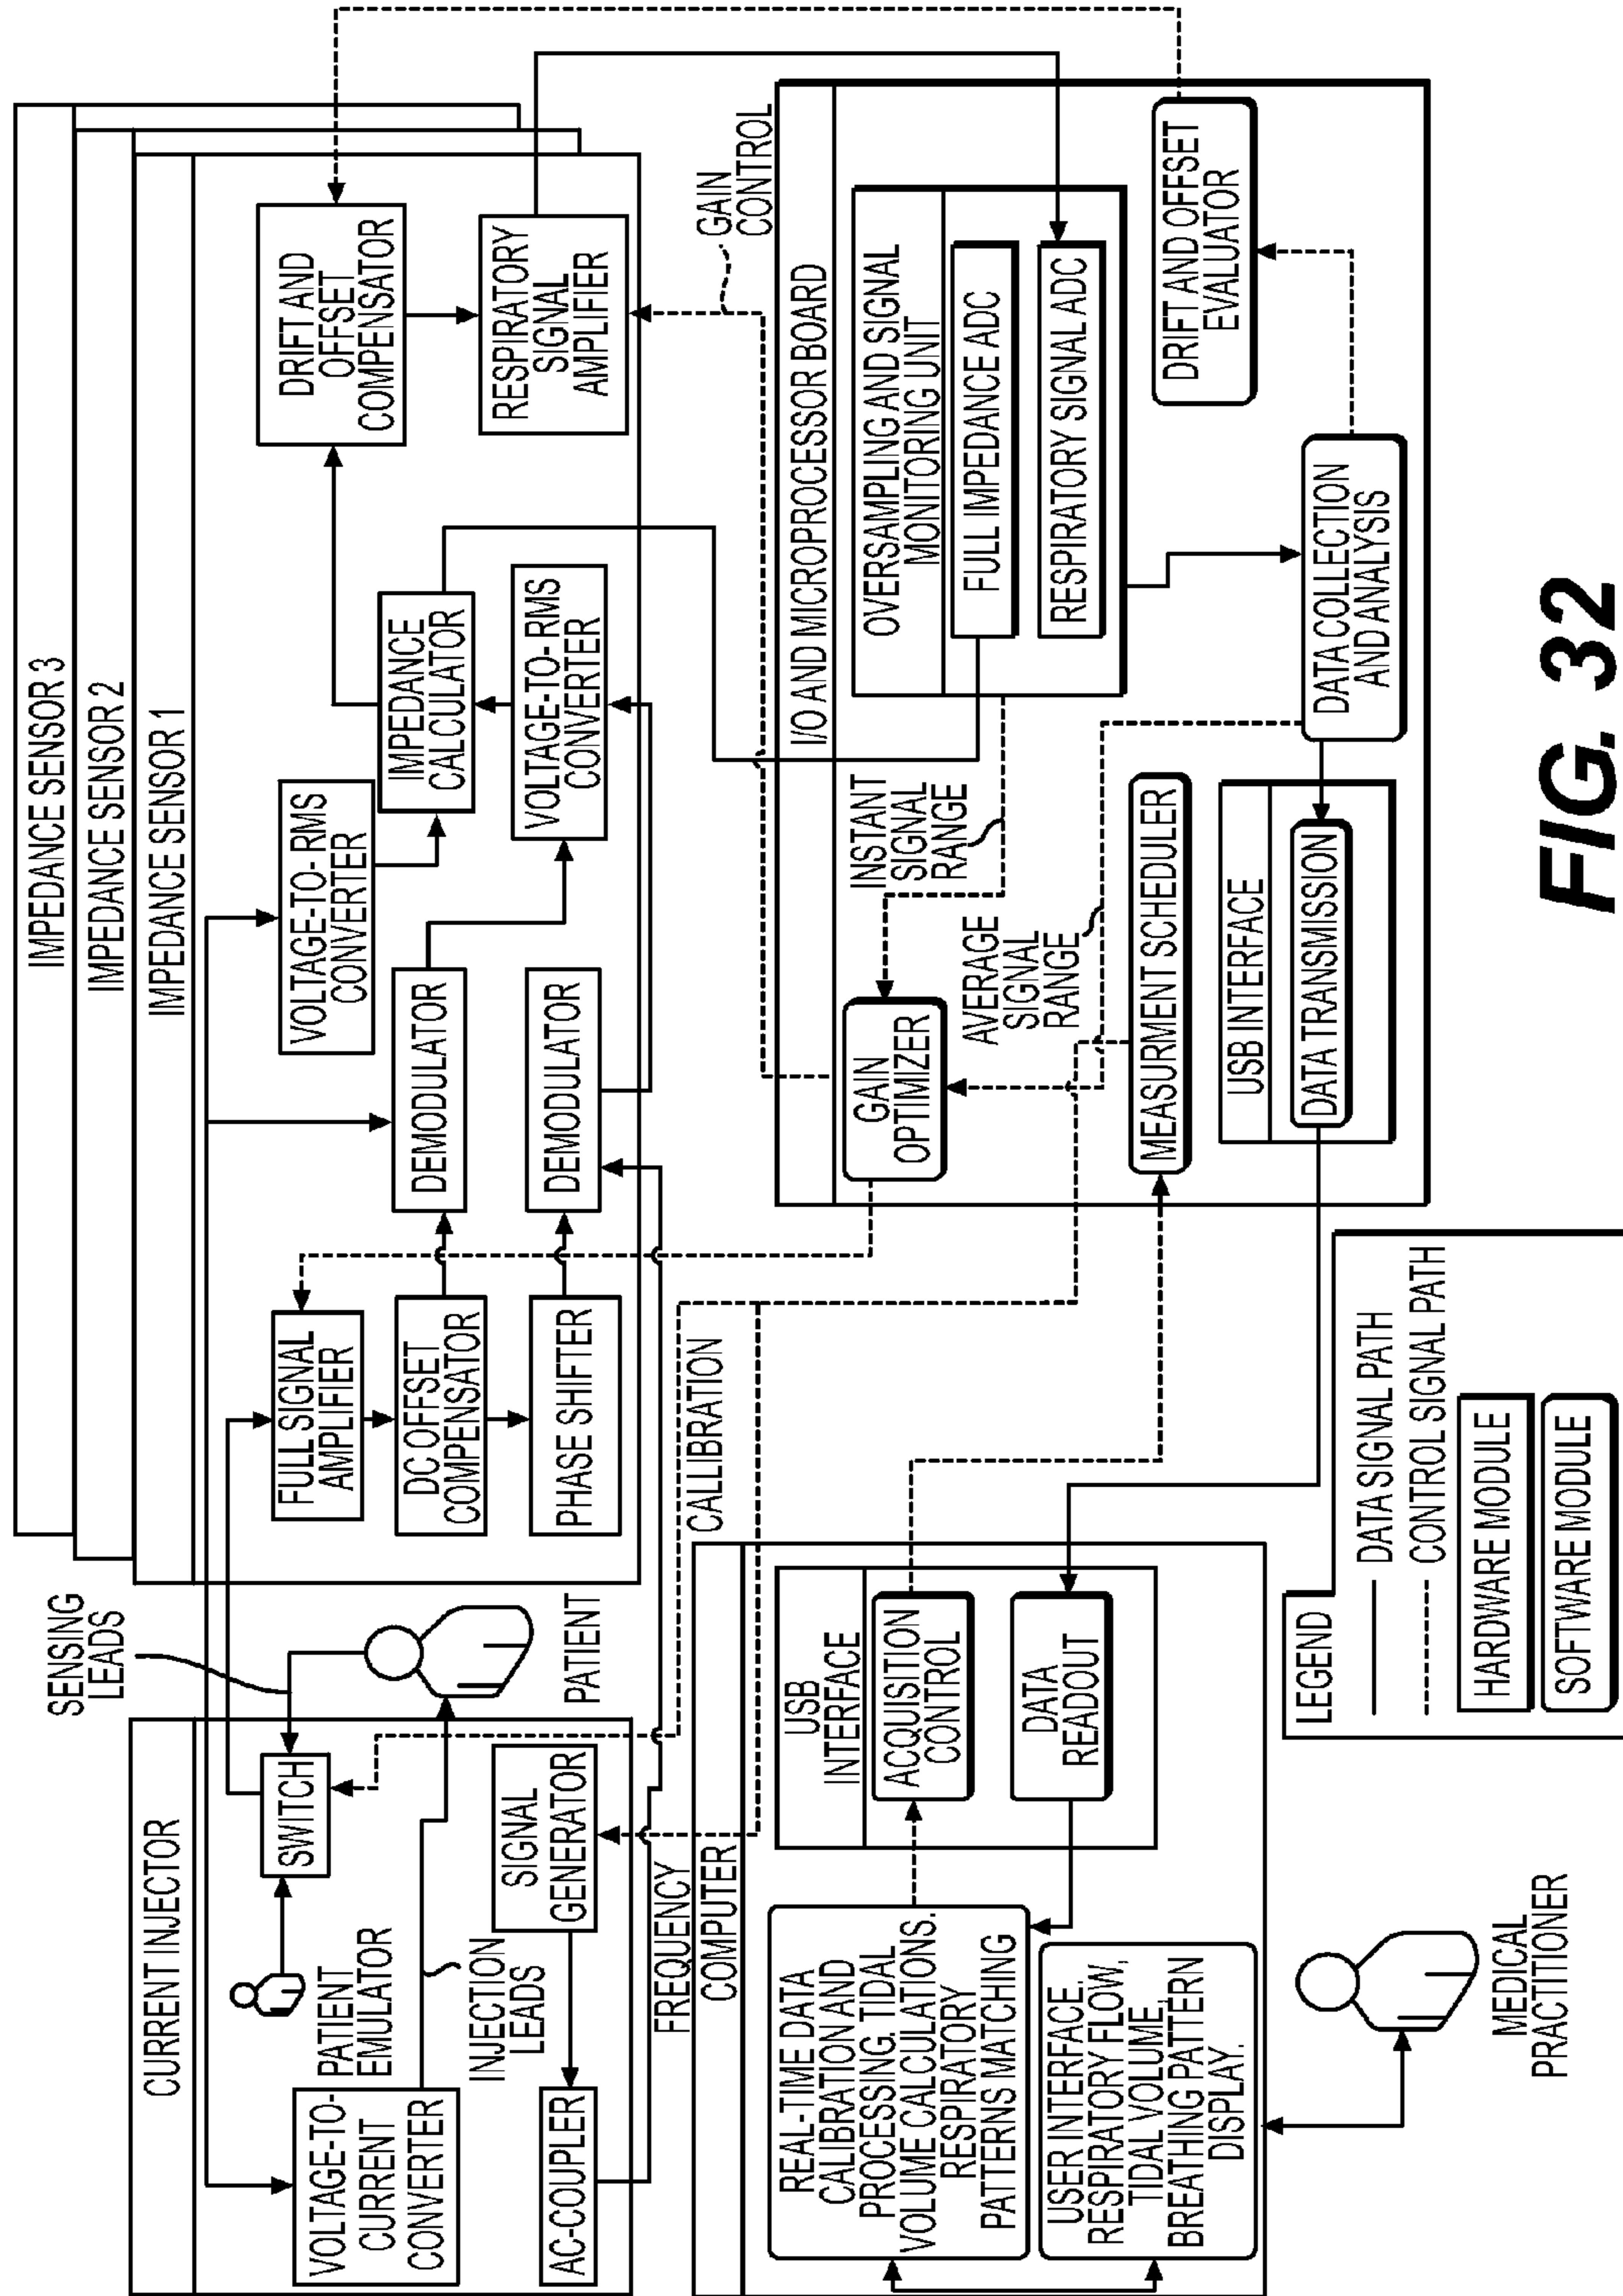 CURRENT INJECTOR
VOLTAGE-TO-
CURRENT
CONVERTER
PATIENT
EMULATOR
SWITCH
INJECTION
LEADS
SIGNAL
GENERATOR
AC-COUPLER
SENSING
LEADS
PATIENT
IMPEDANCE SENSOR 3
IMPEDANCE SENSOR 2
IMPEDANCE SENSOR 1
FULL SIGNAL
AMPLIFIER
DC OFFSET
COMPENSATOR
PHASE SHIFTER
DEMODULATOR
DEMODULATOR
VOLTAGE-TO- RMS
CONVERTER
IMPEDANCE
CALCULATOR
VOLTAGE-TO-RMS
CONVERTER
DRIFT AND
OFFSET
COMPENSATOR
RESPIRATORY
SIGNAL
AMPLIFIER
GAIN
CONTROL
FREQUENCY
CALLIBRATION
COMPUTER
REAL-TIME DATA
CALIBRATION AND
PROCESSING. TIDAL
VOLUME CALCULATIONS.
RESPIRATORY
PATTERNS MATCHING
USER INTERFACE.
RESPIRATORY FLOW,
TIDAL VOLUME,
BREATHING PATTERN
DISPLAY.
USB
INTERFACE
ACQUISITION
CONTROL
DATA
READOUT
MEDICAL
PRACTITIONER
I/O AND MICROPROCESSOR BOARD
GAIN
OPTIMIZER
INSTANT
SIGNAL
RANGE
AVERAGE
SIGNAL
RANGE
OVERSAMPLING AND SIGNAL
MONITORING UNIT
FULL IMPEDANCE ADC
RESPIRATORY SIGNAL ADC
MEASURMENT SCHEDULER
USB INTERFACE
DATA TRANSMISSION
DATA COLLECTION
AND ANALYSIS
DRIFT AND OFFSET
EVALUATOR
LEGEND
DATA SIGNAL PATH
CONTROL SIGNAL PATH
HARDWARE MODULE
SOFTWARE MODULE
FIG. 32